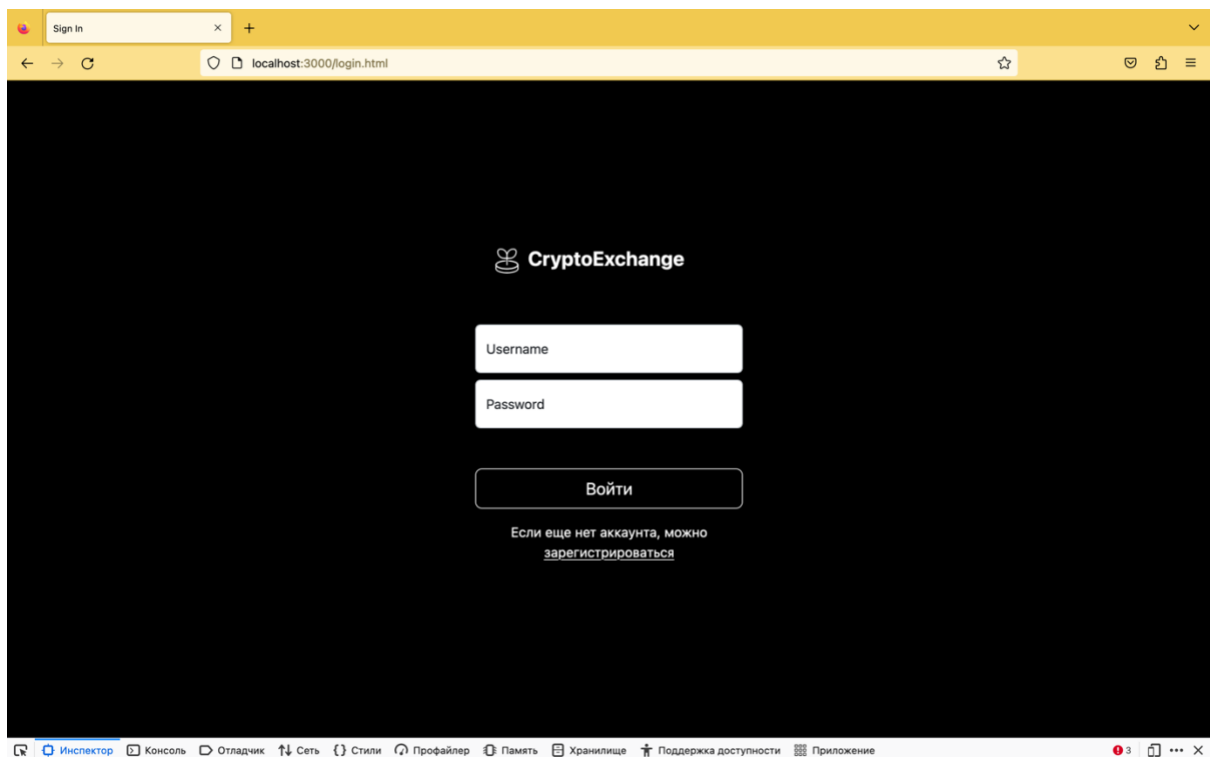 Sign In
localhost:3000/login.html
CryptoExchange
Username
Password
Войти
Если еще нет аккаунта, можно
зарегистрироваться
Инспектор Консоль Отладчик Сеть Стили Профайлер Память Хранилище Поддержка доступности Приложение 3